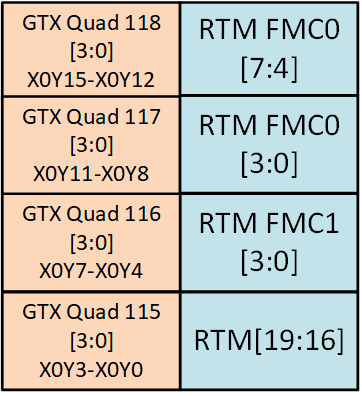 GTX Quad 118
[3:0]
X0Y15-X0Y12
RTM FMC0
[7:4]
GTX Quad 117
[3:0]
X0Y11-X0Y8
RTM FMC0
[3:0]
GTX Quad 116
[3:0]
X0Y7-X0Y4
RTM FMC1
[3:0]
GTX Quad 115
[3:0]
X0Y3-X0Y0
RTM[19:16]